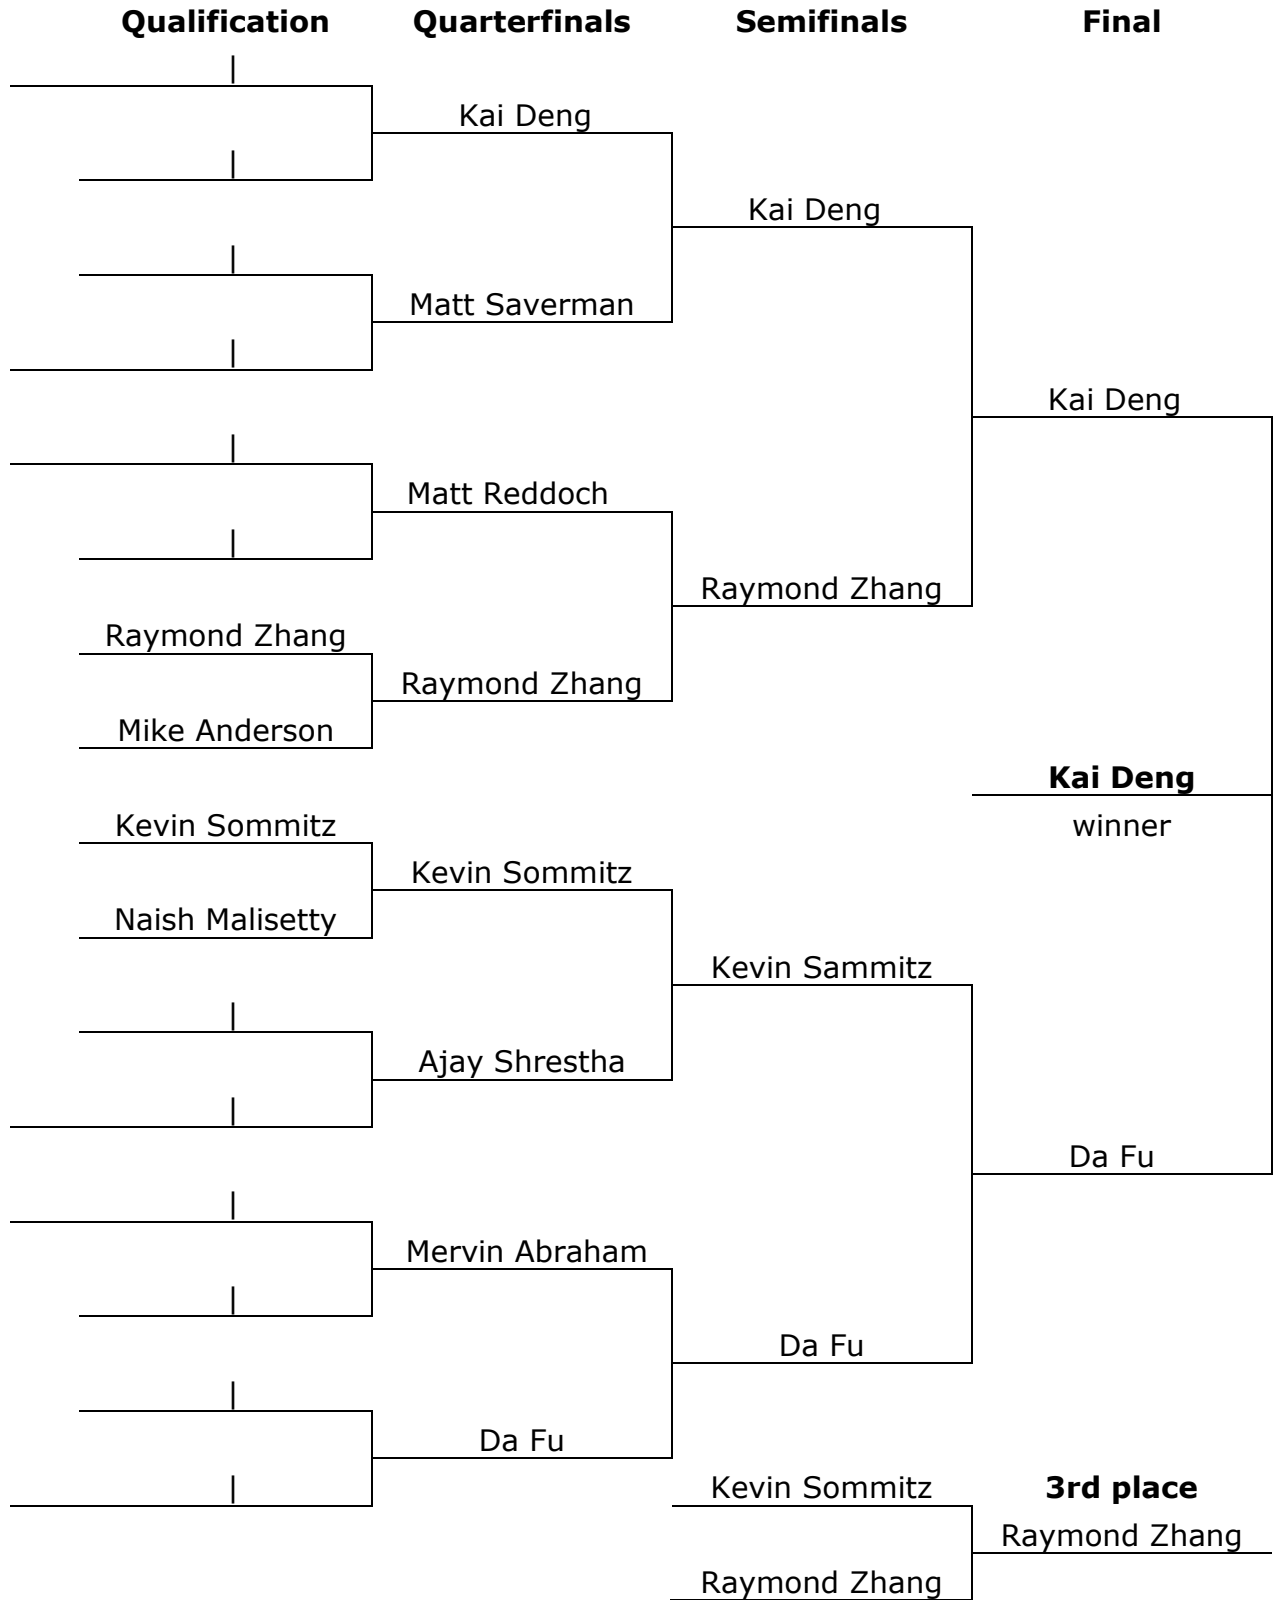 Qualification Quarterfinals Semifinals Final
|
Kai Deng
|
Kai Deng
|
Matt Saverman
|
Kai Deng
|
Matt Reddoch
|
Raymond Zhang
Raymond Zhang
Raymond Zhang
Mike Anderson
Kai Deng
winner
Kevin Sommitz
Kevin Sommitz
Naish Malisetty
Kevin Sammitz
|
Ajay Shrestha
|
Da Fu
|
Mervin Abraham
|
Da Fu
|
Da Fu
|
Kevin Sommitz 3rd place
Raymond Zhang
Raymond Zhang